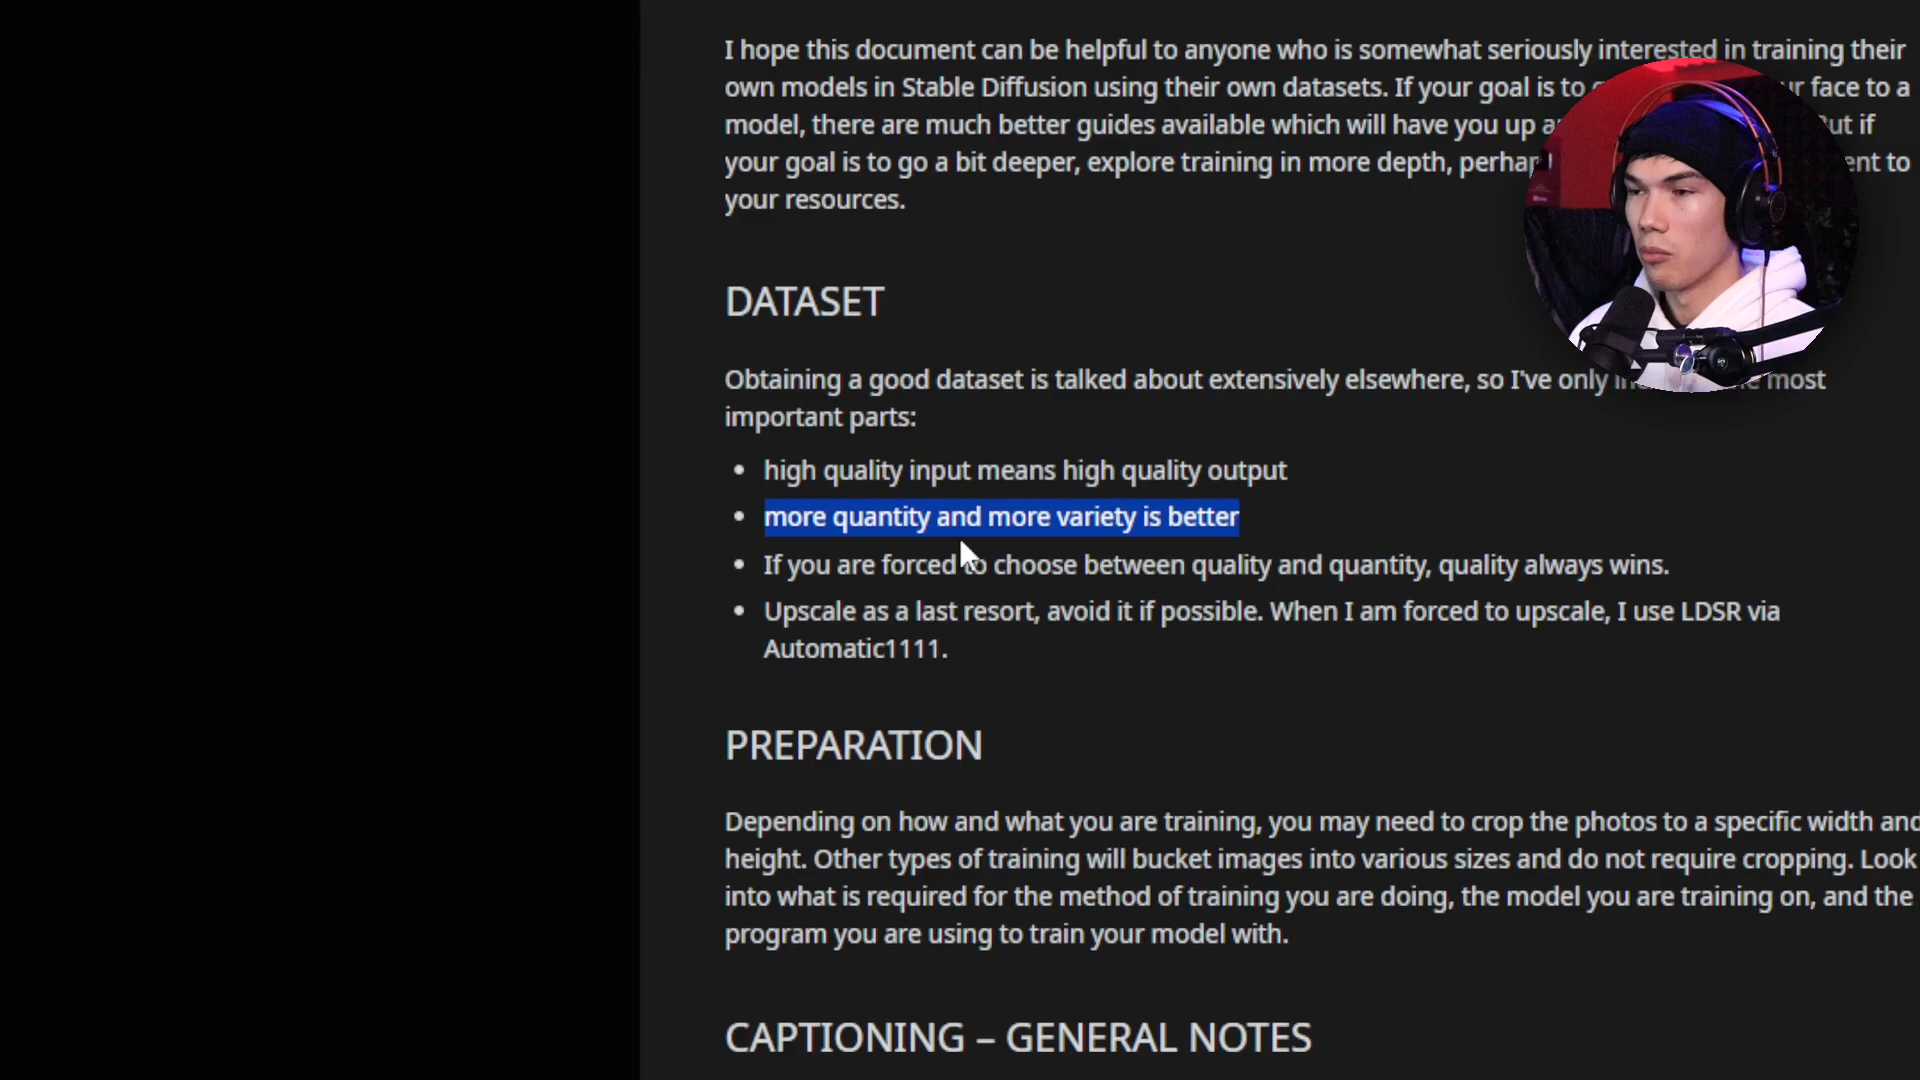 I hope this document can be helpful to anyone who is somewhat seriously interested in training their
own models in Stable Diffusion using their own datasets. If your goal is to face to a
model, there are much better guides available which will have you up if
your goal is to go a bit deeper, explore training in more depth, to
your resources.
DATASET
Obtaining a good dataset is talked about extensively elsewhere, so I've only most
important parts:
• high quality input means high quality output
• more quantity and more variety is better
• If you are forced to choose between quality and quantity, quality always wins.
• Upscale as a last resort, avoid it if possible. When I am forced to upscale, I use LDSR via
Automatic1111.
PREPARATION
Depending on how and what you are training, you may need to crop the photos to a specific width and
height. Other types of training will bucket images into various sizes and do not require cropping. Look
into what is required for the method of training you are doing, the model you are training on, and the
program you are using to train your model with.
CAPTIONING – GENERAL NOTES